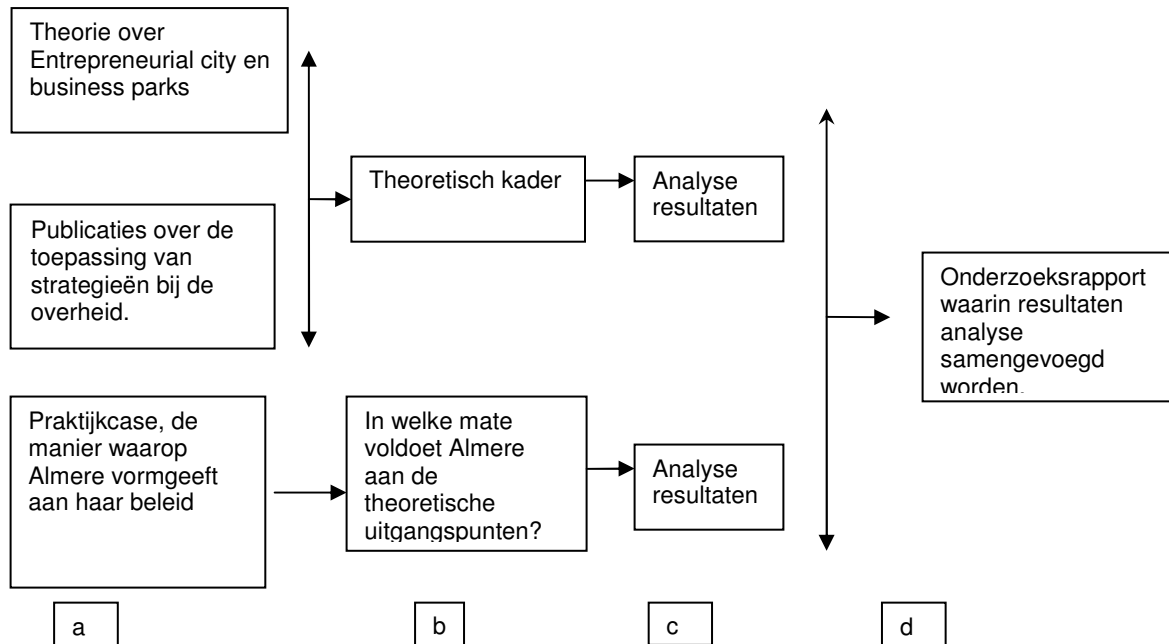 Theorie over
Entrepreneurial city en
business parks
Publicaties over de
toepassing van
strategieën bij de
overheid.
Theoretisch kader
Analyse
resultaten
Praktijkcase, de
manier waarop
Almere vormgeeft
aan haar beleid
In welke mate
voldoet Almere
aan de
theoretische
uitgangspunten?
Analyse
resultaten
Onderzoeksrapport
waarin resultaten
analyse
samengevoegd
worden.
a
b
c
d